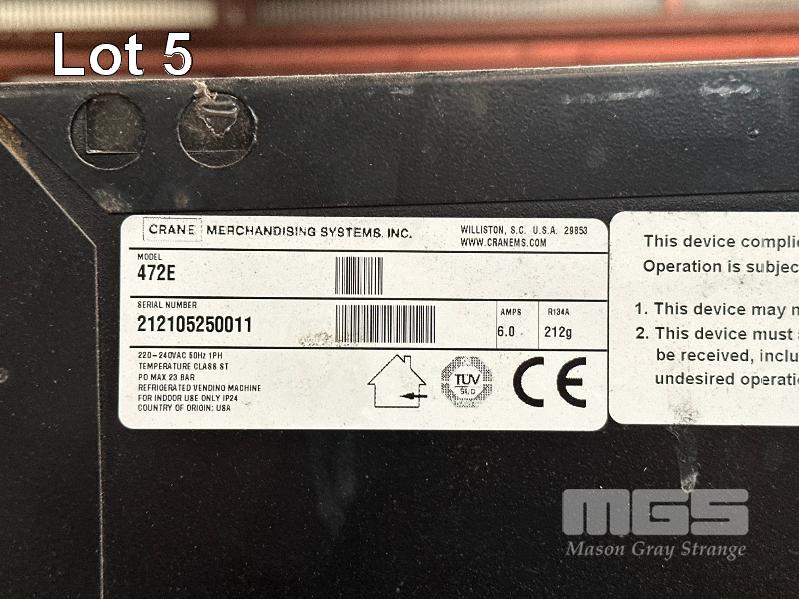 Lot 5
CRANE MERCHANDISING SYSTEMS, INC.
WILLISTON, S.C. U.S.A. 29853
WWW.CRANEMS.COM
MODEL
472E
SERIAL NUMBER
212105250011
AMPS
6.0
R134A
212g
220-240VAC 50Hz 1PH
TEMPERATURE CLASS ST
PO MAX 23 BAR
REFRIGERATED VENDING MACHINE
FOR INDOOR USE ONLY IP24
COUNTRY OF ORIGIN: USA
TÜV
SÜD
CE
This device complie
Operation is subjec
1. This device may n
2. This device must a
be received, inclu
undesired operatio
MGS
Mason Gray Strange